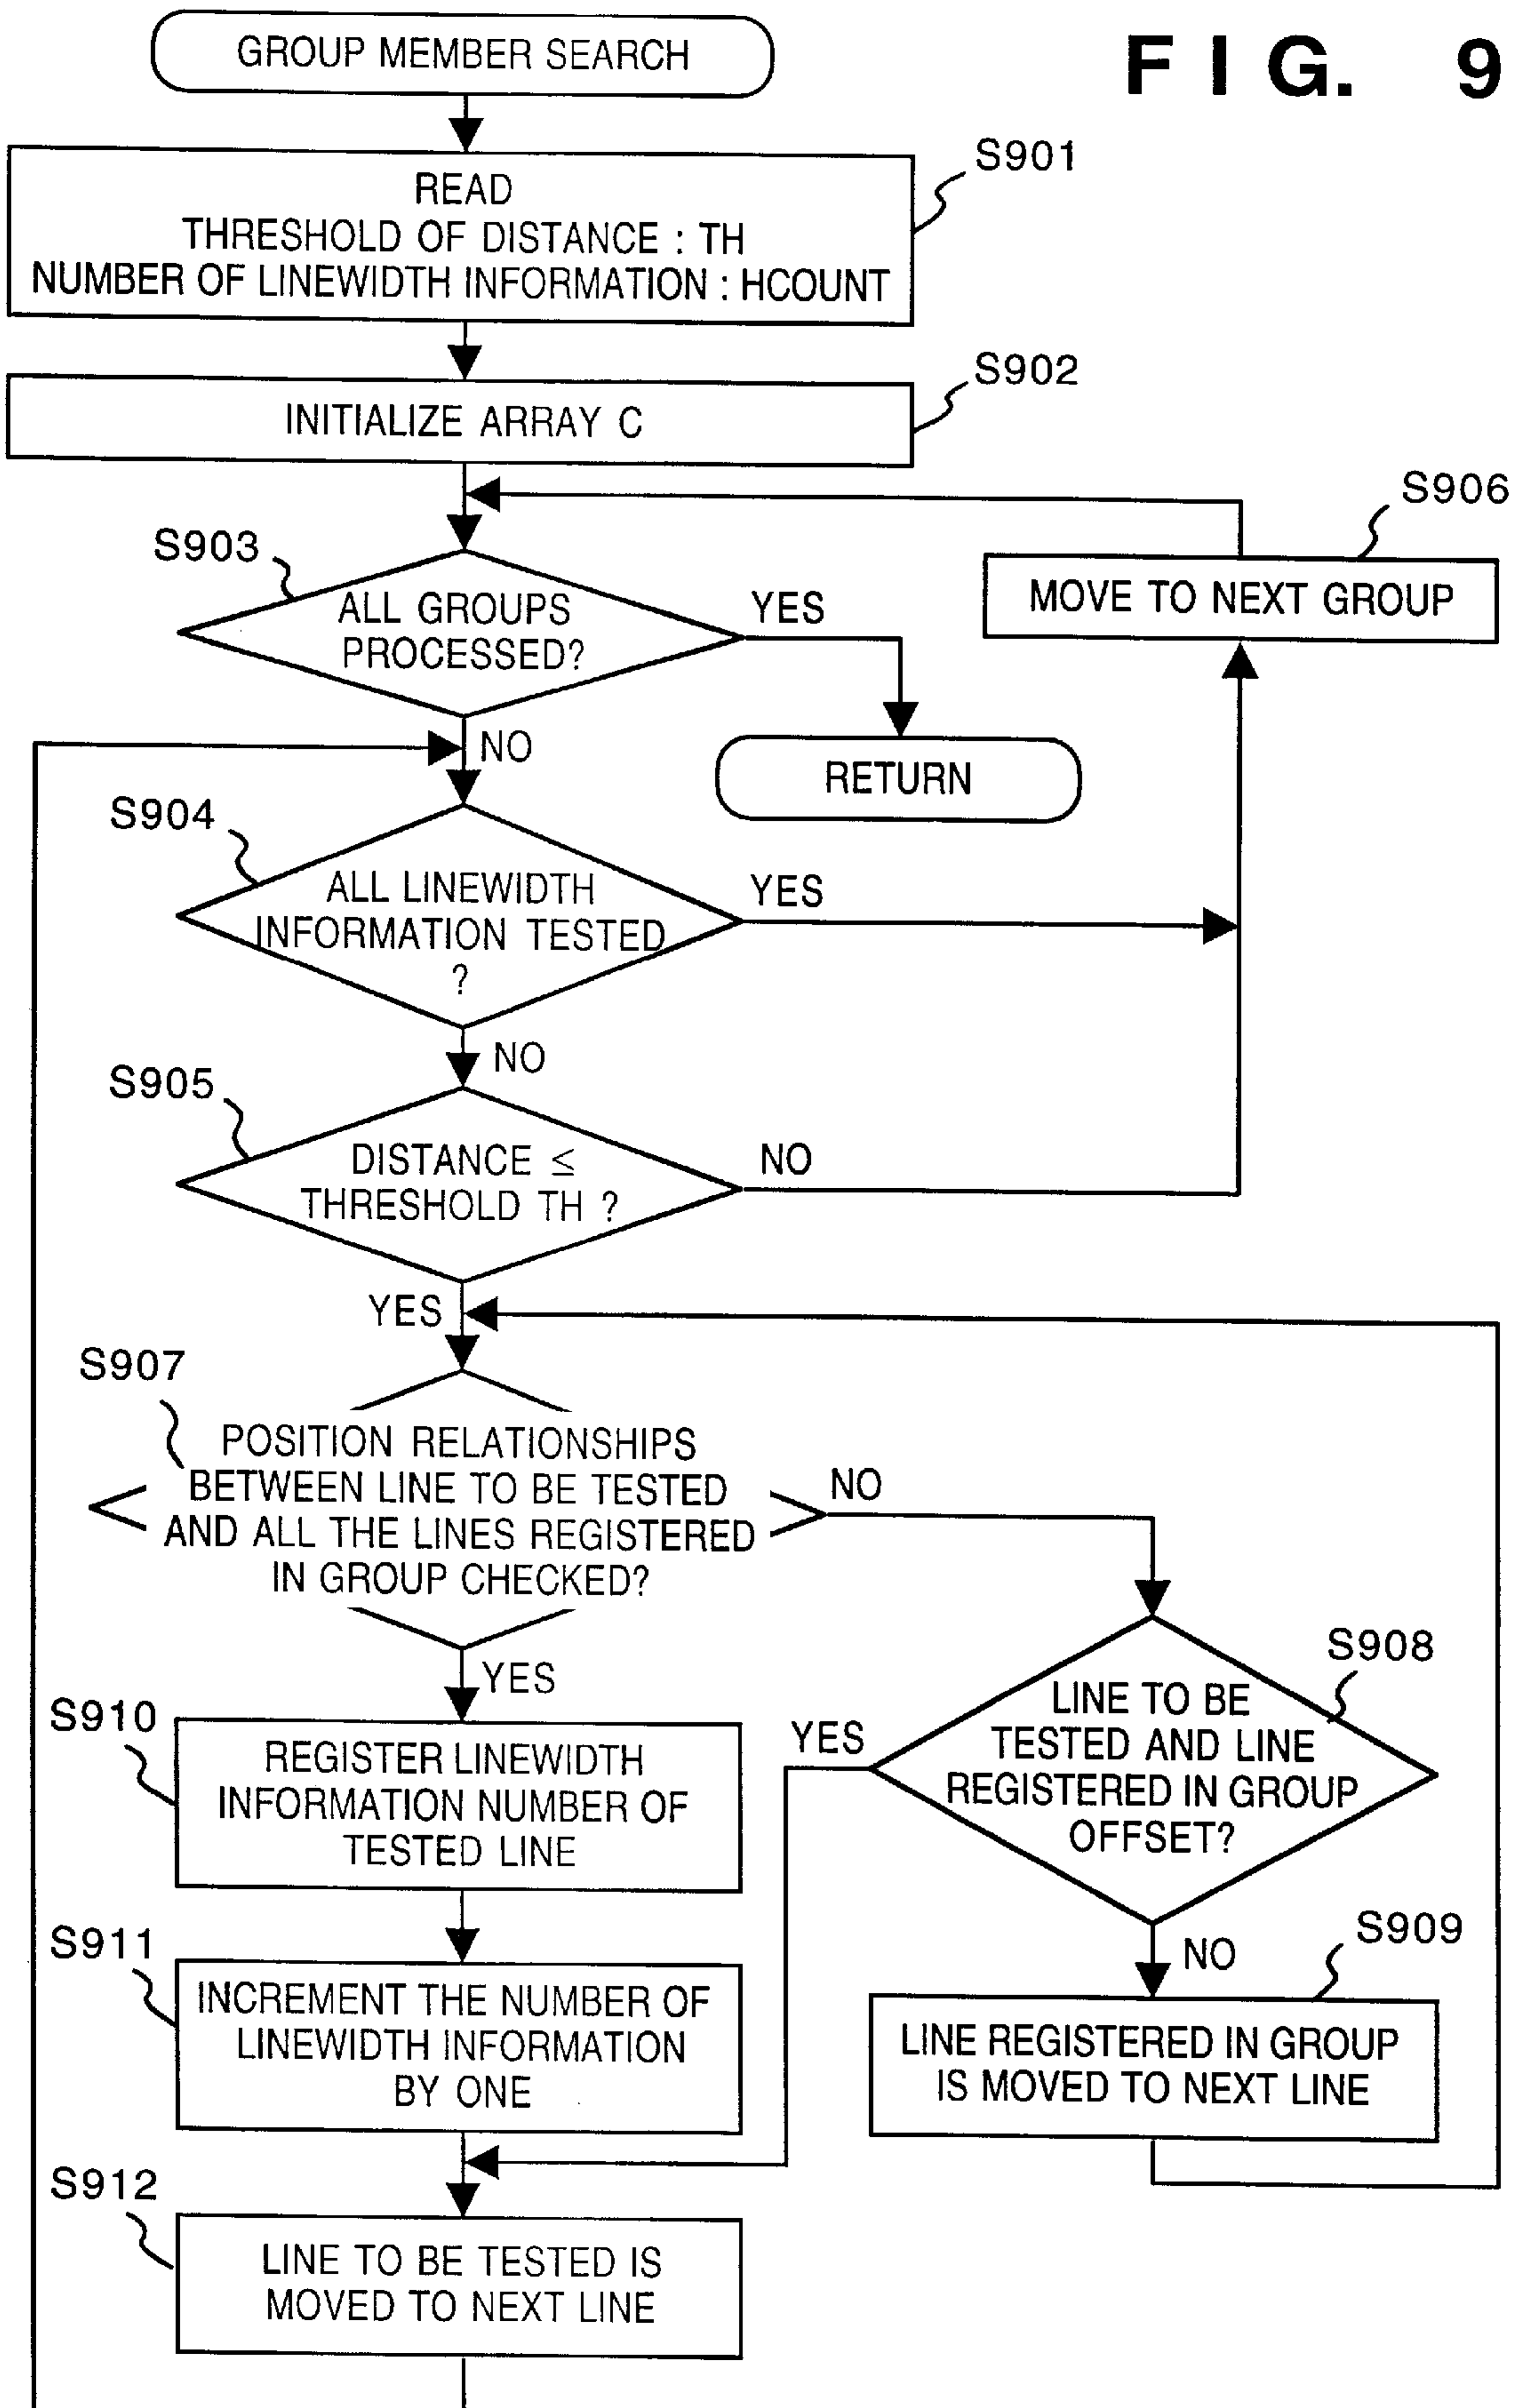 GROUP MEMBER SEARCH
FIG. 9
S901
READ
THRESHOLD OF DISTANCE : TH
NUMBER OF LINEWIDTH INFORMATION : HCOUNT
S902
INITIALIZE ARRAY C
S906
MOVE TO NEXT GROUP
S903
ALL GROUPS
PROCESSED?
YES
NO
RETURN
S904
ALL LINEWIDTH
INFORMATION TESTED
?
YES
NO
S905
DISTANCE ≤
THRESHOLD TH ?
NO
YES
S907
POSITION RELATIONSHIPS
BETWEEN LINE TO BE TESTED
AND ALL THE LINES REGISTERED
IN GROUP CHECKED?
NO
YES
S908
LINE TO BE
TESTED AND LINE
REGISTERED IN GROUP
OFFSET?
YES
NO
S910
REGISTER LINEWIDTH
INFORMATION NUMBER OF
TESTED LINE
S909
LINE REGISTERED IN GROUP
IS MOVED TO NEXT LINE
S911
INCREMENT THE NUMBER OF
LINEWIDTH INFORMATION
BY ONE
S912
LINE TO BE TESTED IS
MOVED TO NEXT LINE